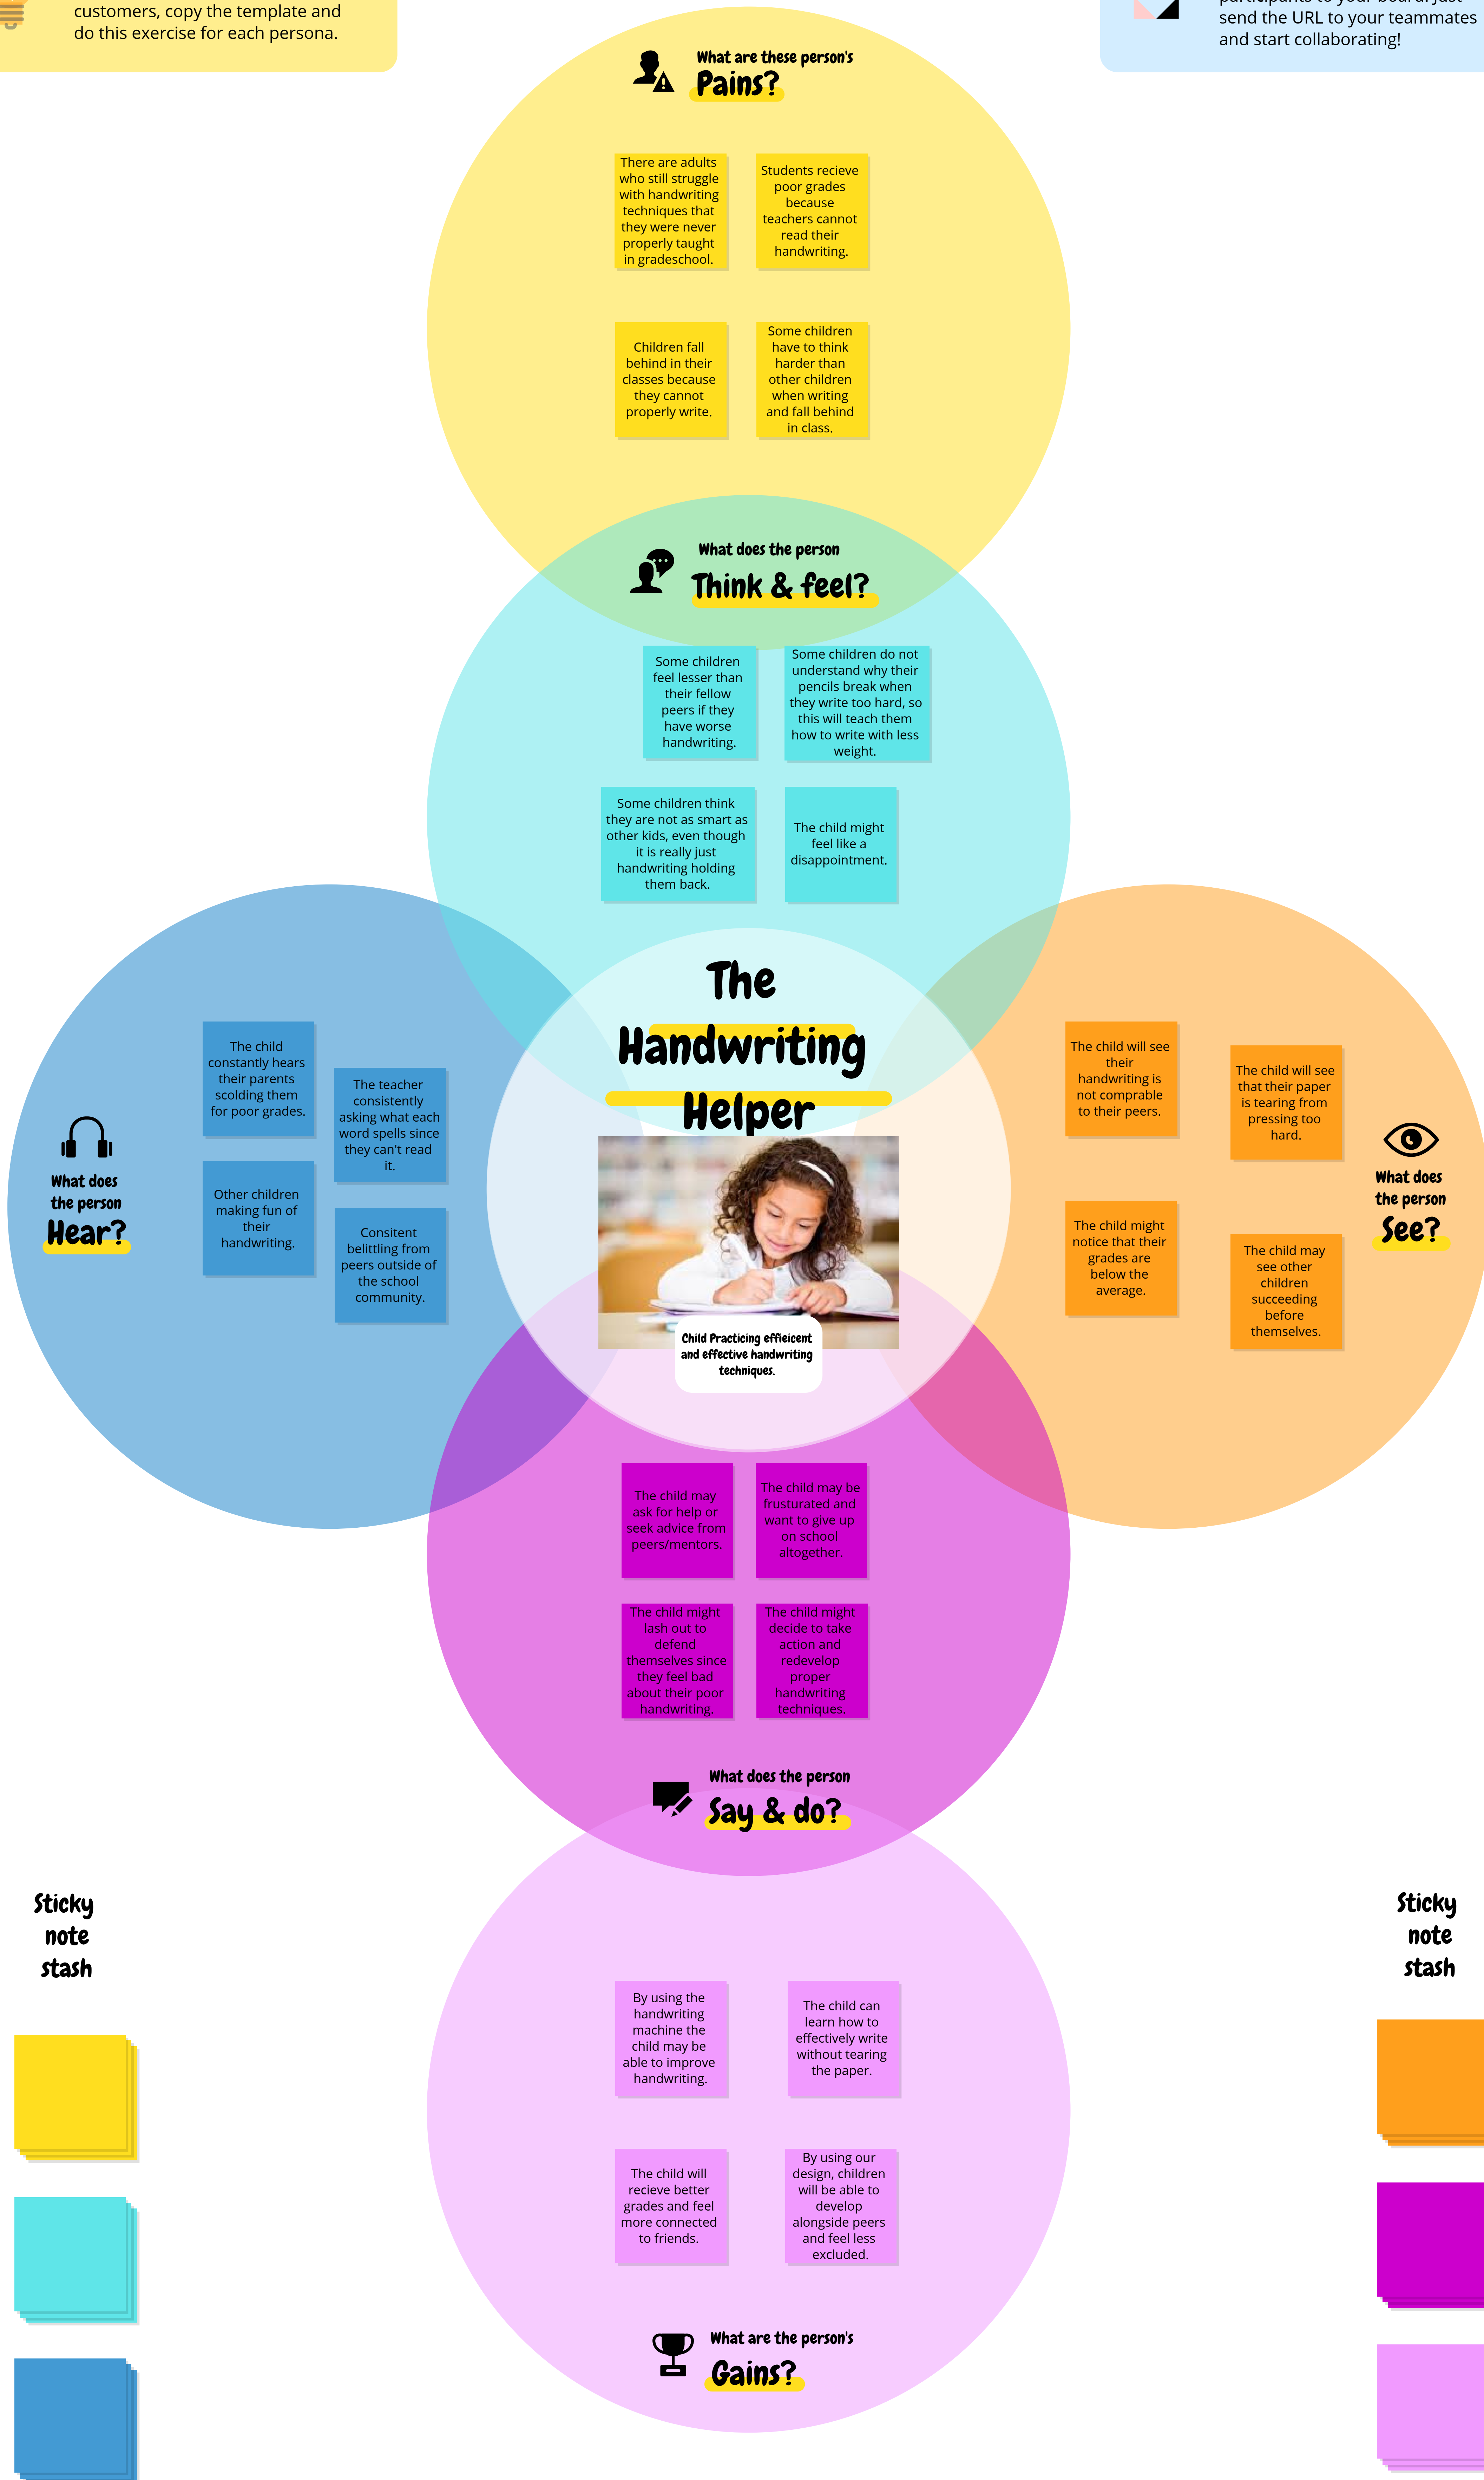 customers, copy the template and
do this exercise for each persona.
send the URL to your teammates
and start collaborating!
What are these person's
Pains?
There are adults
who still struggle
with handwriting
techniques that
they were never
properly taught
in gradeschool.
Students recieve
poor grades
because
teachers cannot
read their
handwriting.
Children fall
behind in their
classes because
they cannot
properly write.
Some children
have to think
harder than
other children
when writing
and fall behind
in class.
What does the person
Think & feel?
Some children
feel lesser than
their fellow
peers if they
have worse
handwriting.
Some children do not
understand why their
pencils break when
they write too hard, so
this will teach them
how to write with less
weight.
Some children think
they are not as smart as
other kids, even though
it is really just
handwriting holding
them back.
The child might
feel like a
disappointment.
The child
constantly hears
their parents
scolding them
for poor grades.
The teacher
consistently
asking what each
word spells since
they can't read
it.
Other children
making fun of
their
handwriting.
Consitent
belittling from
peers outside of
the school
community.
What does
the person
Hear?
The
Handwriting
Helper
Child Practicing effieicent
and effective handwriting
techniques.
The child will see
their
handwriting is
not comprable
to their peers.
The child will see
that their paper
is tearing from
pressing too
hard.
The child might
notice that their
grades are
below the
average.
The child may
see other
children
succeeding
before
themselves.
What does
the person
See?
The child may
ask for help or
seek advice from
peers/mentors.
The child may be
frusturated and
want to give up
on school
altogether.
The child might
lash out to
defend
themselves since
they feel bad
about their poor
handwriting.
The child might
decide to take
action and
redevelop
proper
handwriting
techniques.
What does the person
Say & do?
Sticky
note
stash
Sticky
note
stash
By using the
handwriting
machine the
child may be
able to improve
handwriting.
The child can
learn how to
effectively write
without tearing
the paper.
The child will
recieve better
grades and feel
more connected
to friends.
By using our
design, children
will be able to
develop
alongside peers
and feel less
excluded.
What are the person's
Gains?